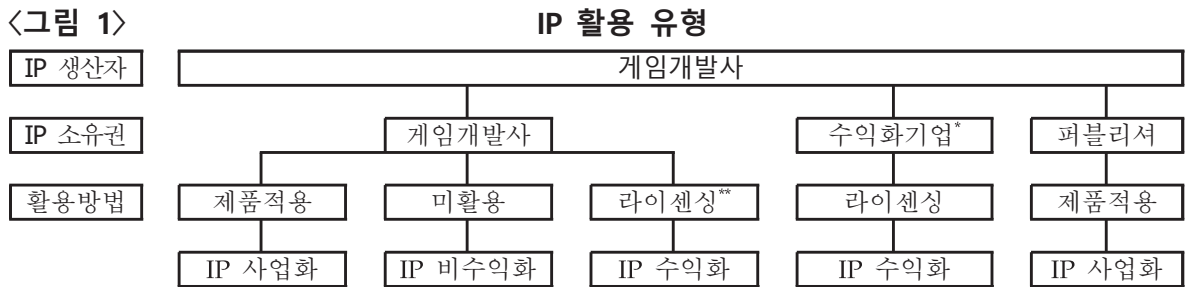 〈그림 1〉 IP 활용 유형
IP 생산자 게임개발사
IP 소유권 게임개발사 수익화기업* 퍼블리셔
활용방법 제품적용 미활용 라이센싱** 라이센싱 제품적용
IP 사업화 IP 비수익화 IP 수익화 IP 수익화 IP 사업화